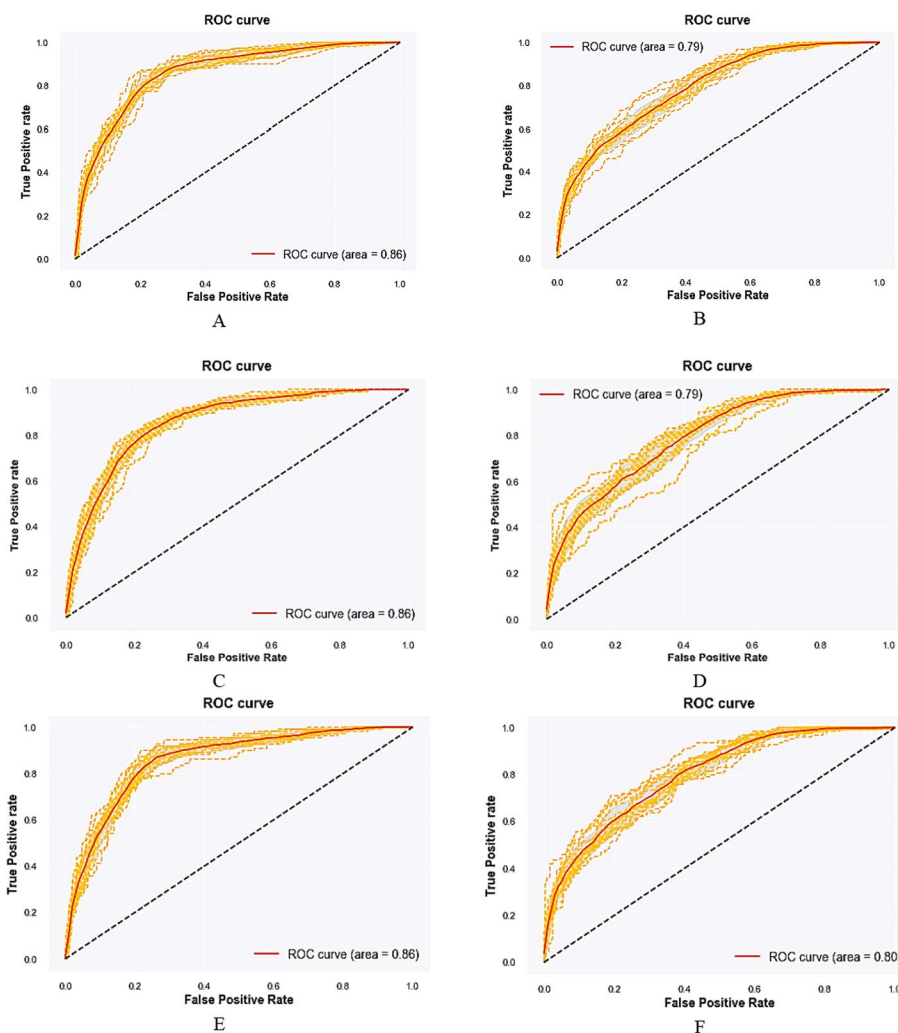 ROC curve
1.0
0.8
0.6
0.4
0.2
0.0
True Positive rate
ROC curve (area = 0.86)
0.0 0.2 0.4 0.6 0.8 1.0
False Positive Rate
A
ROC curve
ROC curve (area = 0.79)
1.0
0.8
0.6
0.4
0.2
0.0
True Positive rate
0.0 0.2 0.4 0.6 0.8 1.0
False Positive Rate
B
ROC curve
1.0
0.8
0.6
0.4
0.2
0.0
True Positive rate
ROC curve (area = 0.86)
0.0 0.2 0.4 0.6 0.8 1.0
False Positive Rate
C
ROC curve
ROC curve (area = 0.79)
1.0
0.8
0.6
0.4
0.2
0.0
True Positive rate
0.0 0.2 0.4 0.6 0.8 1.0
False Positive Rate
D
ROC curve
1.0
0.8
0.6
0.4
0.2
0.0
True Positive rate
ROC curve (area = 0.86)
0.0 0.2 0.4 0.6 0.8 1.0
False Positive Rate
E
ROC curve
1.0
0.8
0.6
0.4
0.2
0.0
True Positive rate
ROC curve (area = 0.80
0.0 0.2 0.4 0.6 0.8 1.0
False Positive Rate
F